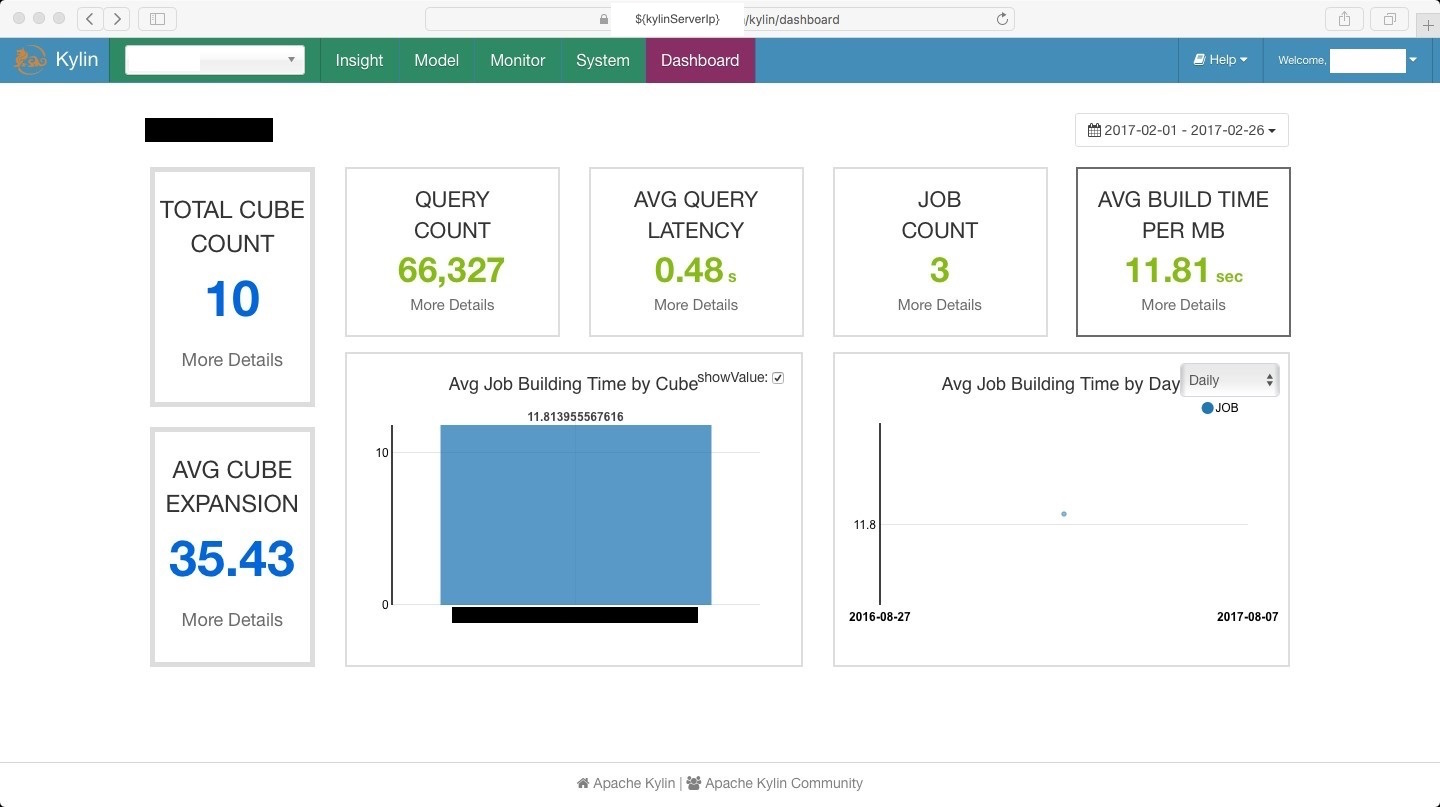 ${kylinServerIp} /kylin/dashboard
Kylin Insight Model Monitor System Dashboard Help Welcome,
2017-02-01 - 2017-02-26
TOTAL CUBE
COUNT
10
More Details
QUERY
COUNT
66,327
More Details
AVG QUERY
LATENCY
0.48 s
More Details
JOB
COUNT
3
More Details
AVG BUILD TIME
PER MB
11.81 sec
More Details
AVG CUBE
EXPANSION
35.43
More Details
Avg Job Building Time by Cube showValue:
11.813955567616
10
0
Avg Job Building Time by Day Daily
JOB
11.8
2016-08-27 2017-08-07
Apache Kylin | Apache Kylin Community